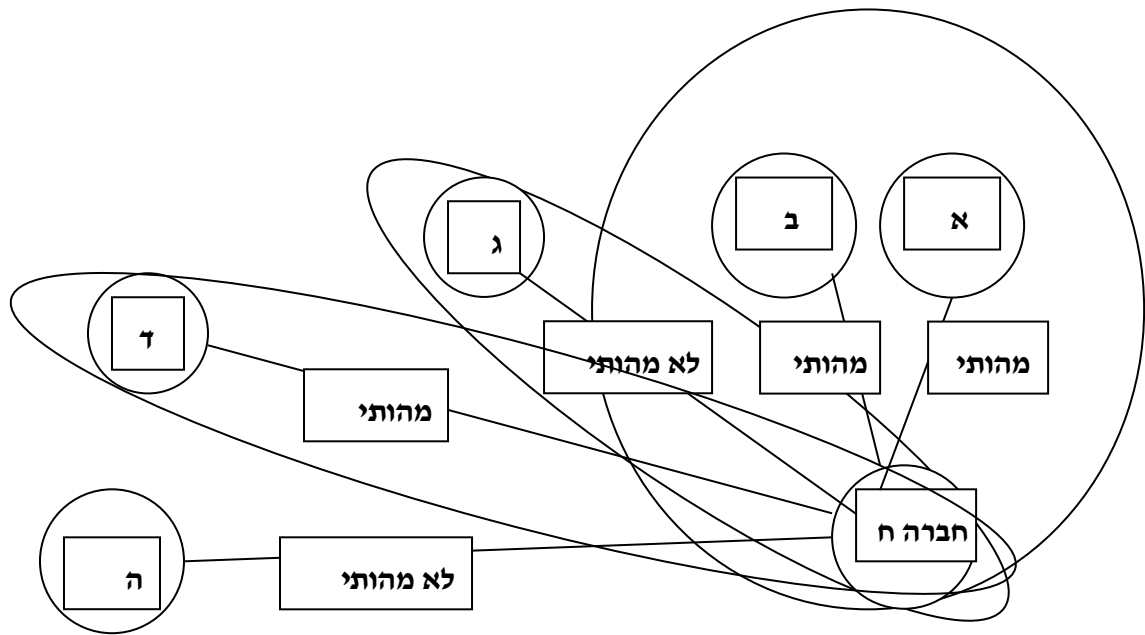 א
ב
ג
ד
לא מהותי
מהותי
מהותי
מהותי
חברה ח
ה
לא מהותי